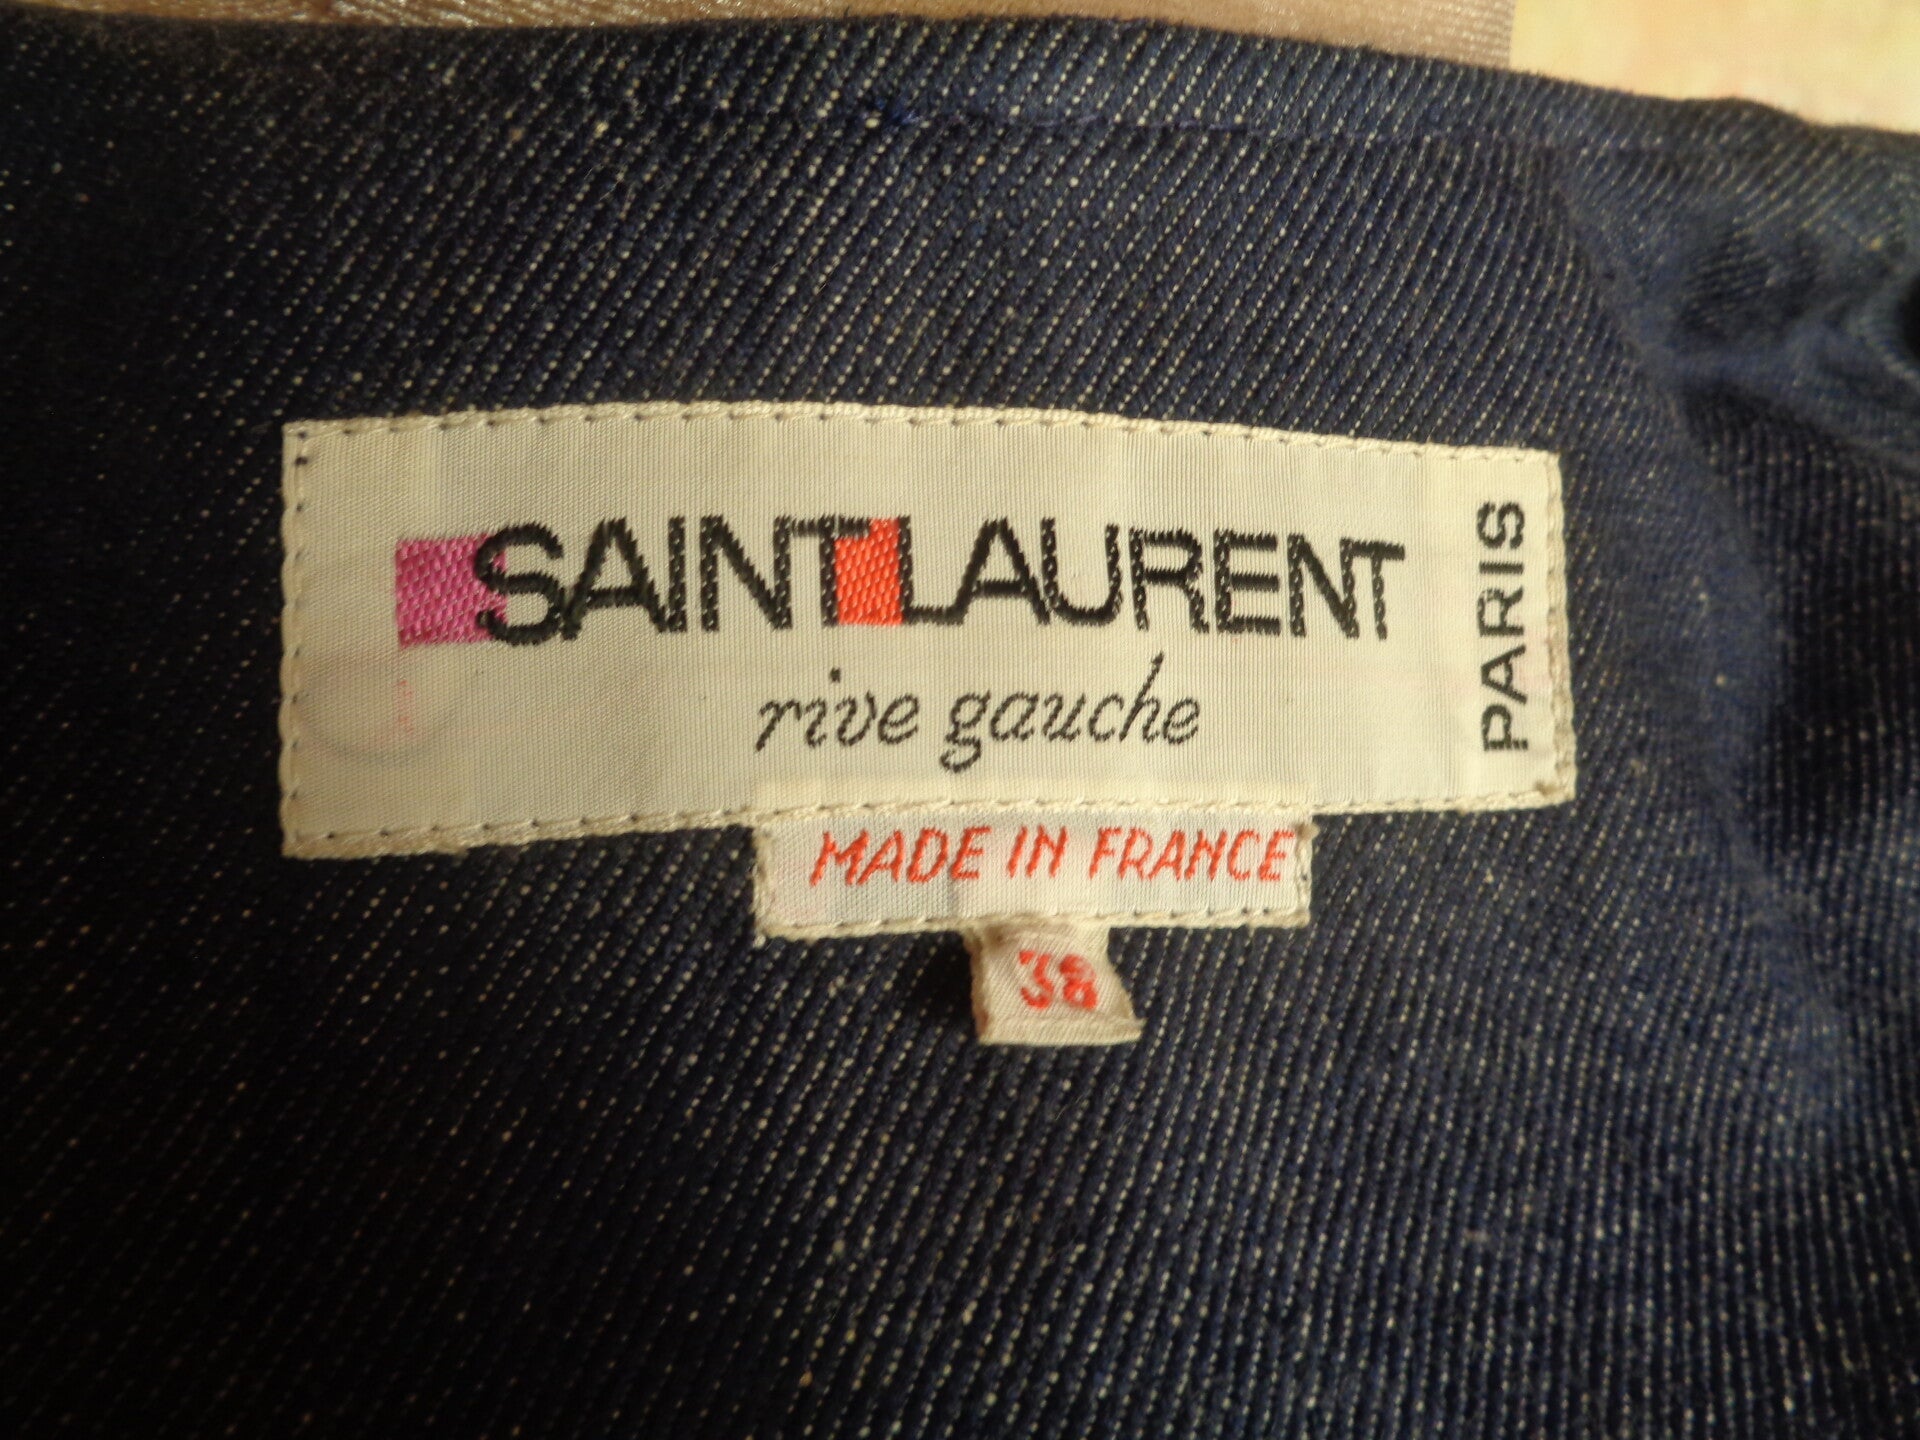 SAINT LAURENT
rive gauche
PARIS
MADE IN FRANCE
38